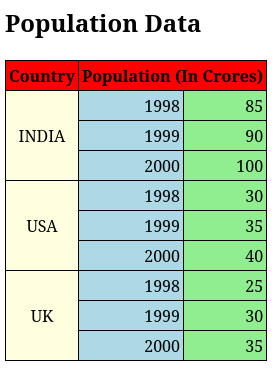 Population Data
Country Population (In Crores)
INDIA 1998 85
1999 90
2000 100
USA 1998 30
1999 35
2000 40
UK 1998 25
1999 30
2000 35